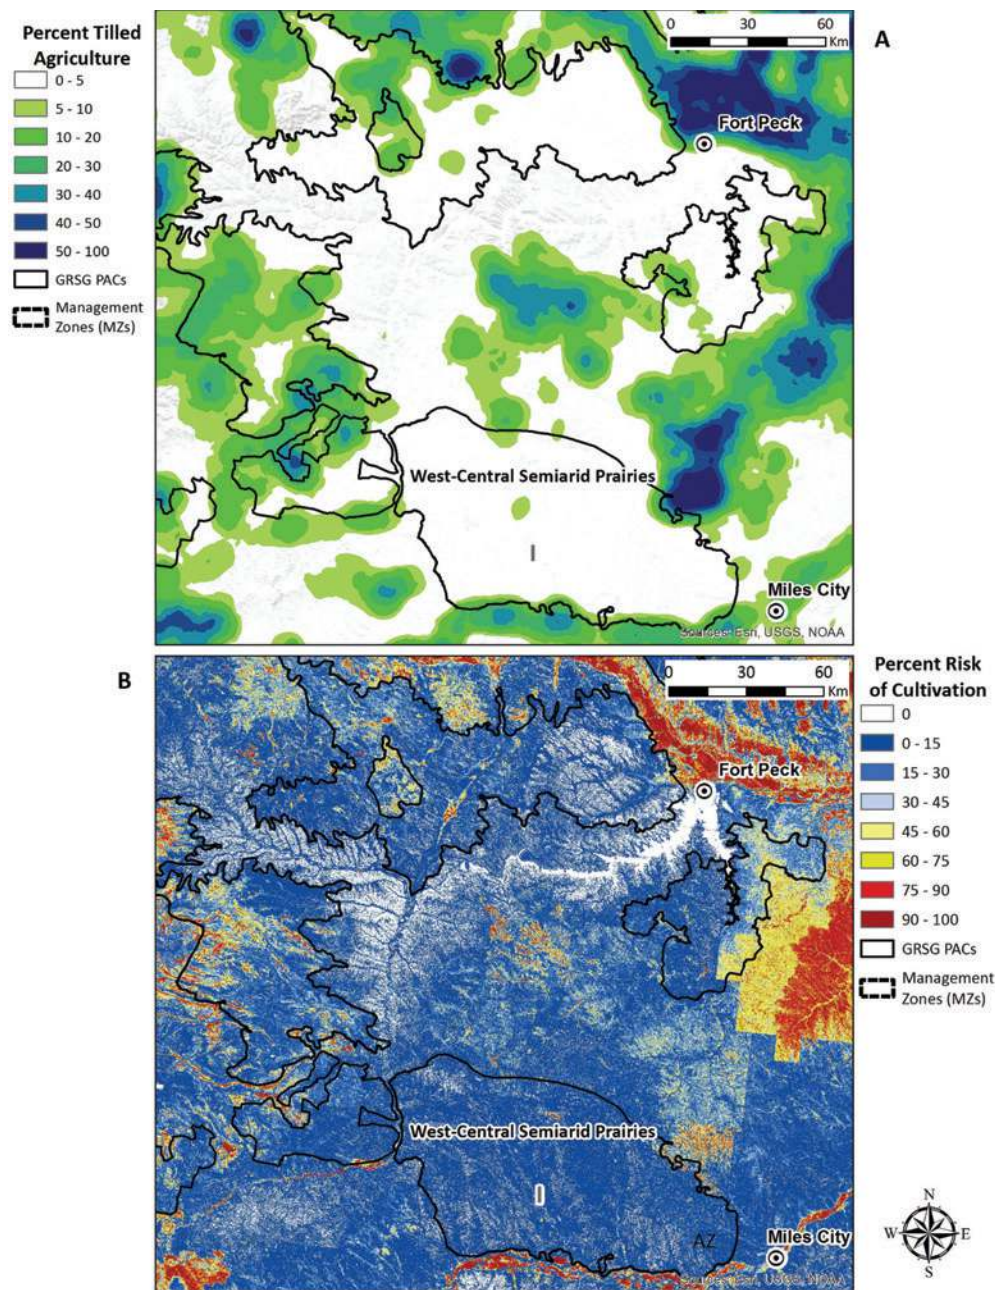 Percent Tilled
Agriculture
0 - 5
5 - 10
10 - 20
20 - 30
30 - 40
40 - 50
50 - 100
GRSG PACs
Management
Zones (MZs)
0 30 60
Km
A
Fort Peck
West-Central Semiarid Prairies
I
Miles City
Sources: Esri, USGS, NOAA
B
0 30 60
Km
Percent Risk
of Cultivation
0
0 - 15
15 - 30
30 - 45
45 - 60
60 - 75
75 - 90
90 - 100
GRSG PACs
Management
Zones (MZs)
Fort Peck
West-Central Semiarid Prairies
I
AZ
Miles City
Sources: Esri, USGS, NOAA
N
W E
S